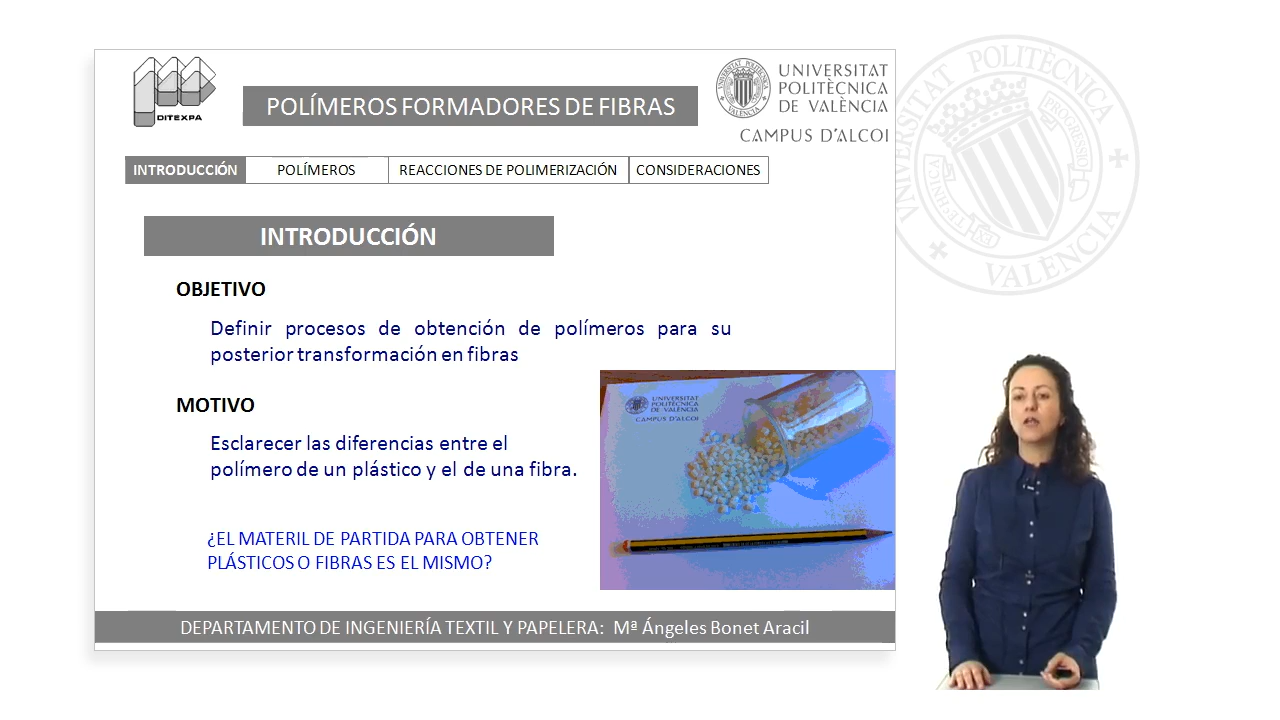 DITEXPA
POLÍMEROS FORMADORES DE FIBRAS
UNIVERSITAT
POLITÈCNICA
DE VALÈNCIA
CAMPUS D'ALCOI
INTRODUCCIÓN
POLÍMEROS
REACCIONES DE POLIMERIZACIÓN
CONSIDERACIONES
INTRODUCCIÓN
OBJETIVO
Definir procesos de obtención de polímeros para su
posterior transformación en fibras
MOTIVO
Esclarecer las diferencias entre el
polímero de un plástico y el de una fibra.
¿EL MATERIL DE PARTIDA PARA OBTENER
PLÁSTICOS O FIBRAS ES EL MISMO?
UNIVERSITAT
POLITÈCNICA
DE VALÈNCIA
CAMPUS D'ALCOI
DEPARTAMENTO DE INGENIERÍA TEXTIL Y PAPELERA: Mª Ángeles Bonet Aracil
POLITÈCNICA
VALÈNCIA